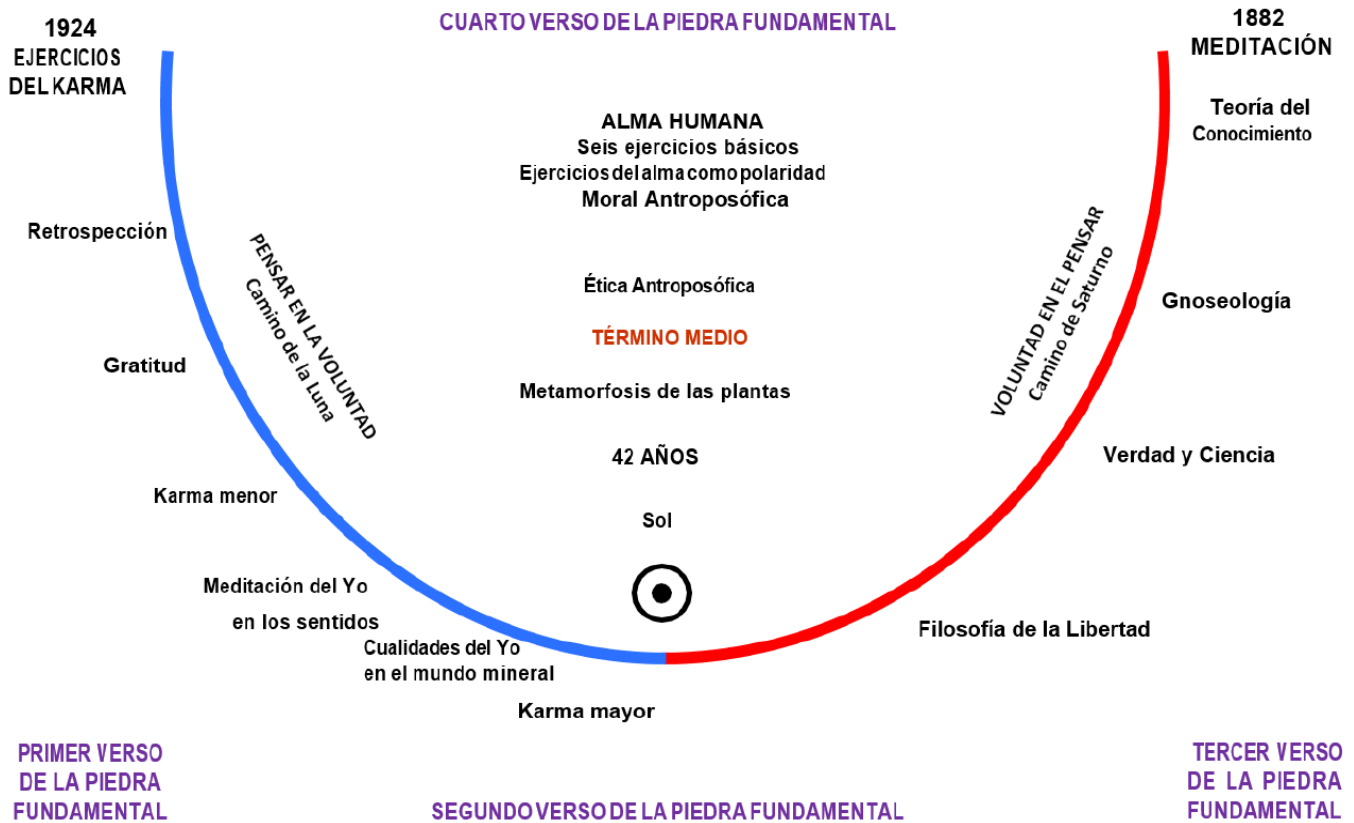 1924
EJERCICIOS
DEL KARMA
CUARTO VERSO DE LA PIEDRA FUNDAMENTAL
1882
MEDITACIÓN
Teoría del
Conocimiento
ALMA HUMANA
Seis ejercicios básicos
Ejercicios del alma como polaridad
Moral Antroposófica
Retrospección
PENSAR EN LA VOLUNTAD
Camino de la Luna
Ética Antroposófica
TÉRMINO MEDIO
Metamorfosis de las plantas
42 AÑOS
Sol
VOLUNTAD EN EL PENSAR
Camino de Saturno
Gnoseología
Gratitud
Verdad y Ciencia
Karma menor
Meditación del Yo
en los sentidos
Cualidades del Yo
en el mundo mineral
Karma mayor
Filosofía de la Libertad
PRIMER VERSO
DE LA PIEDRA
FUNDAMENTAL
SEGUNDO VERSO DE LA PIEDRA FUNDAMENTAL
TERCER VERSO
DE LA PIEDRA
FUNDAMENTAL